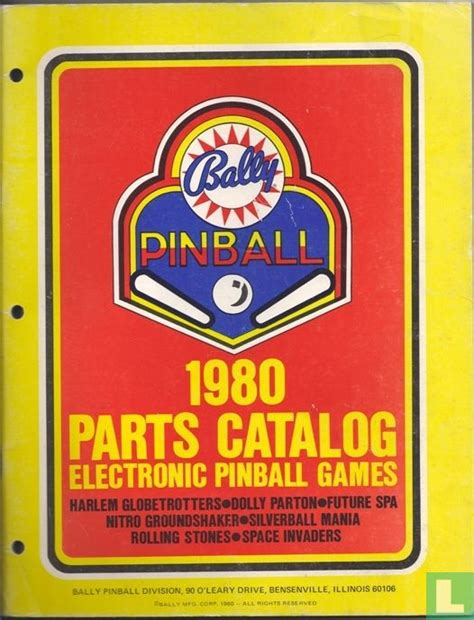 Bally
PINBALL
1980
PARTS CATALOG
ELECTRONIC PINBALL GAMES
HARLEM GLOBETROTTERS●DOLLY PARTON●FUTURE SPA
NITRO GROUNDSHAKER●SILVERBALL MANIA
ROLLING STONES●SPACE INVADERS
BALLY PINBALL DIVISION, 90 O'LEARY DRIVE, BENSENVILLE, ILLINOIS 60106
©BALLY MFG. CORP. 1980 — ALL RIGHTS RESERVED
L